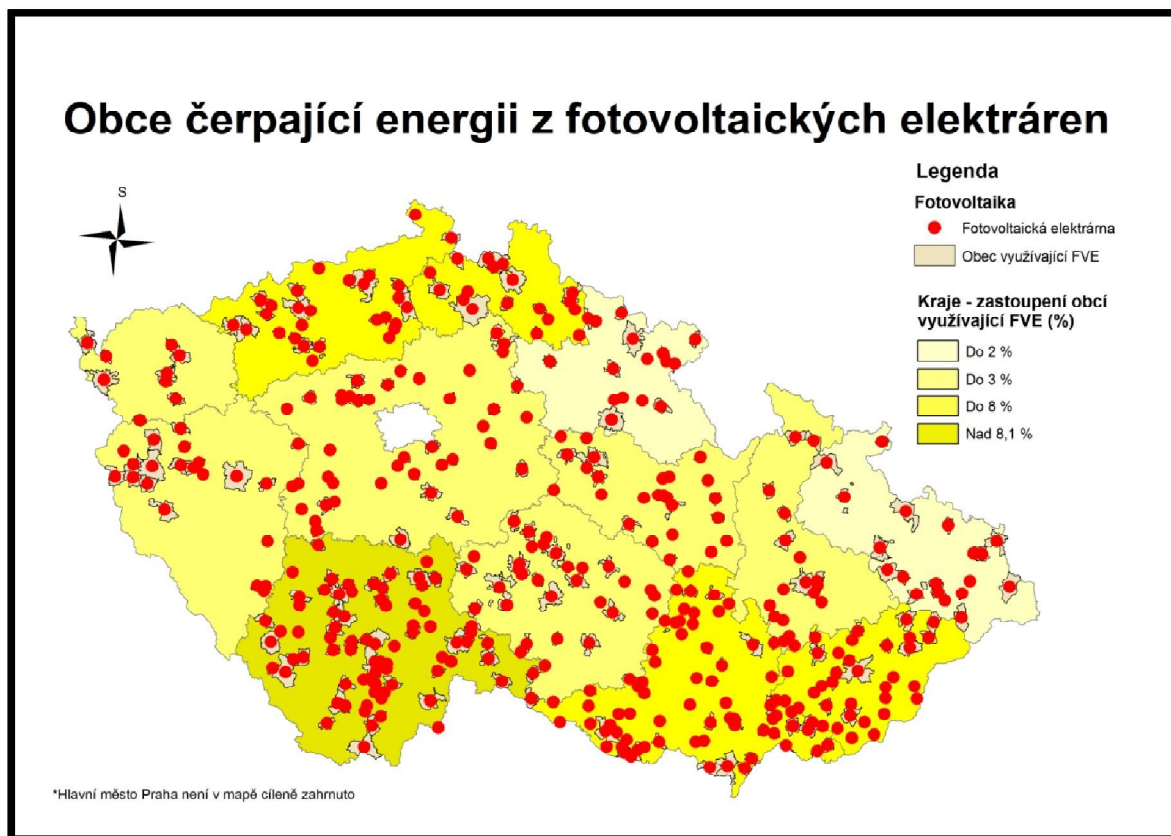 Obce čerpající energii z fotovoltaických elektráren
S
Legenda
Fotovoltaika
Fotovoltaická elektrárna
Obec využívající FVE
Kraje - zastoupení obcí
využívající FVE (%)
Do 2 %
Do 3 %
Do 8 %
Nad 8,1 %
*Hlavní město Praha není v mapě cíleně zahrnuto